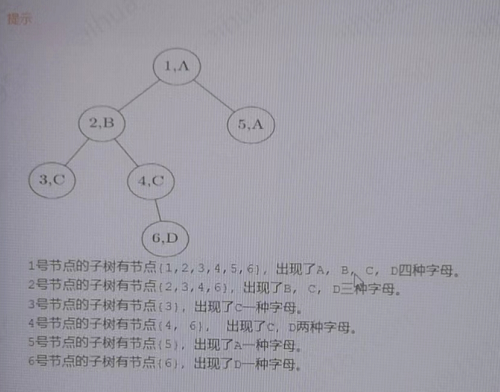 提示
1,A
2,B
5,A
3,C
4,C
6,D
1号节点的子树有节点{1,2,3,4,5,6}, 出现了A, B, C, D四种字母。
2号节点的子树有节点{2,3,4,6}, 出现了B, C, D三种字母。
3号节点的子树有节点{3}, 出现了C一种字母。
4号节点的子树有节点{4, 6}, 出现了C, D两种字母。
5号节点的子树有节点{5}, 出现了A一种字母。
6号节点的子树有节点{6}, 出现了D一种字母。